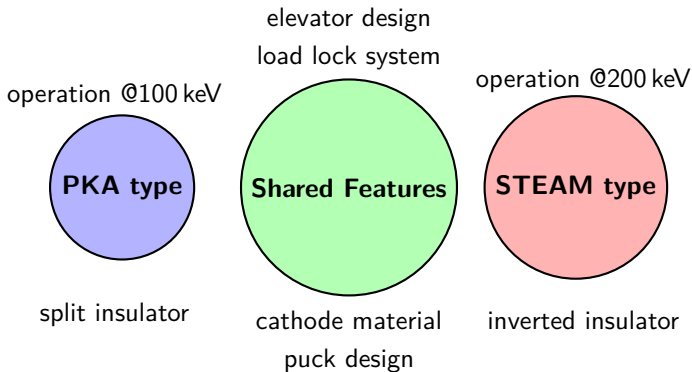 elevator design
load lock system
operation @100 keV
operation @200 keV
PKA type
Shared Features
STEAM type
split insulator
cathode material
inverted insulator
puck design